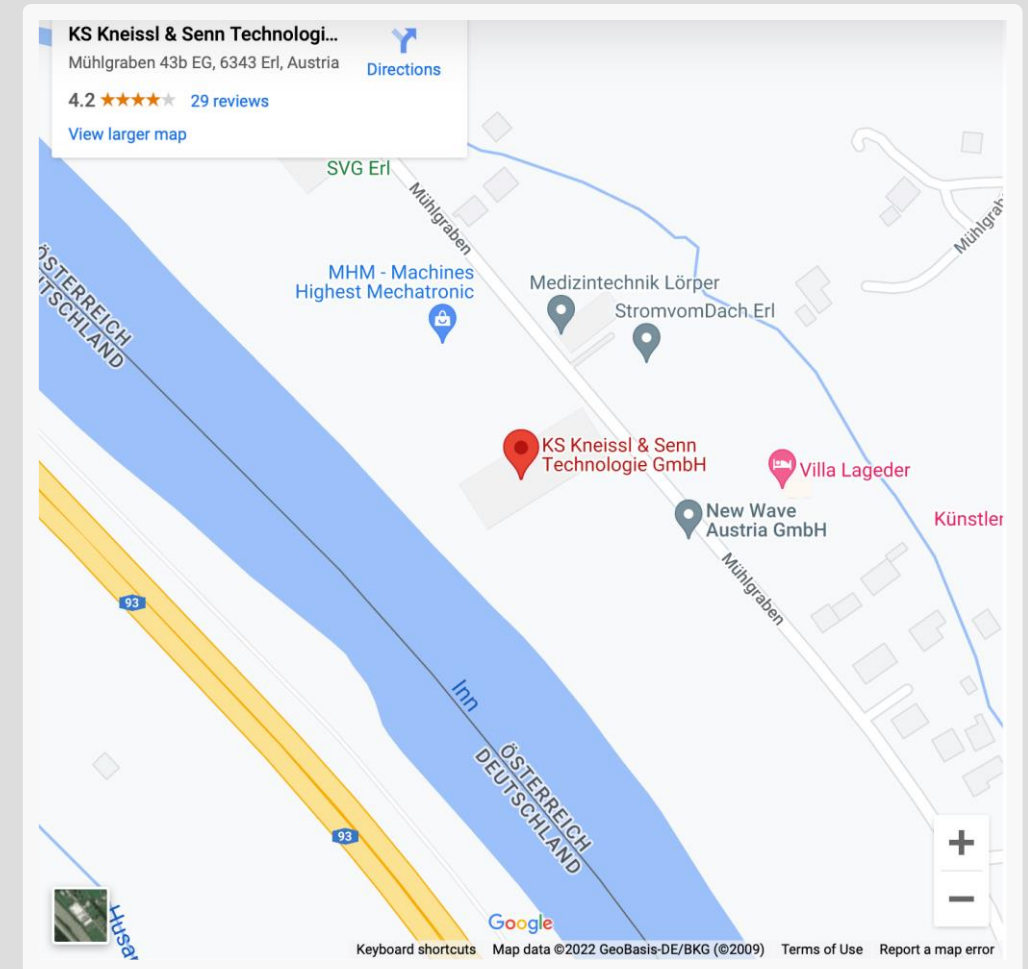 KS Kneissl & Senn Technologi...
Mühlgraben 43b EG, 6343 Erl, Austria
Directions
4.2
29 reviews
View larger map
SVG Erl
Mühlgraben
Mühlgrab
ÖSTERREICH
DEUTSCHLAND
MHM - Machines
Highest Mechatronic
Medizintechnik Lörper
StromvomDach Erl
KS Kneissl & Senn
Technologie GmbH
Villa Lageder
New Wave
Austria GmbH
Künstler
Mühlgraben
93
Inn
ÖSTERREICH
DEUTSCHLAND
93
Husar
Google
Keyboard shortcuts
Map data ©2022 GeoBasis-DE/BKG (©2009)
Terms of Use
Report a map error